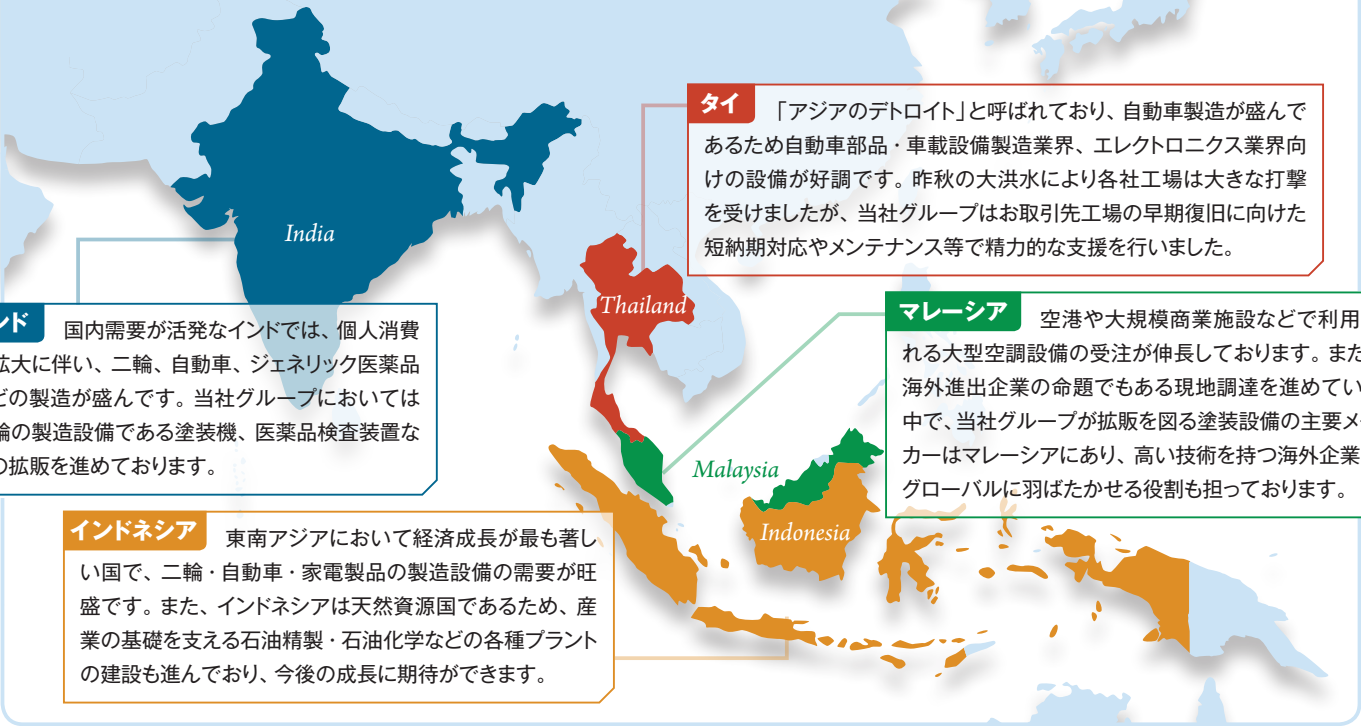 タイ 「アジアのデトロイト」と呼ばれており、自動車製造が盛んで
あるため自動車部品・車載設備製造業界、エレクトロニクス業界向
けの設備が好調です。昨秋の大洪水により各社工場は大きな打撃
を受けましたが、当社グループはお取引先工場の早期復旧に向けた
短納期対応やメンテナンス等で精力的な支援を行いました。
India
Thailand
ンド 国内需要が活発なインドでは、個人消費
拡大に伴い、二輪、自動車、ジェネリック医薬品
どの製造が盛んです。当社グループにおいては
輪の製造設備である塗装機、医薬品検査装置な
の拡販を進めております。
マレーシア 空港や大規模商業施設などで利用
れる大型空調設備の受注が伸長しております。また
海外進出企業の命題でもある現地調達を進めてい
中で、当社グループが拡販を図る塗装設備の主要メ
カーはマレーシアにあり、高い技術を持つ海外企業
グローバルに羽ばたかせる役割も担っております。
Malaysia
Indonesia
インドネシア 東南アジアにおいて経済成長が最も著し
い国で、二輪・自動車・家電製品の製造設備の需要が旺
盛です。また、インドネシアは天然資源国であるため、産
業の基礎を支える石油精製・石油化学などの各種プラント
の建設も進んでおり、今後の成長に期待ができます。